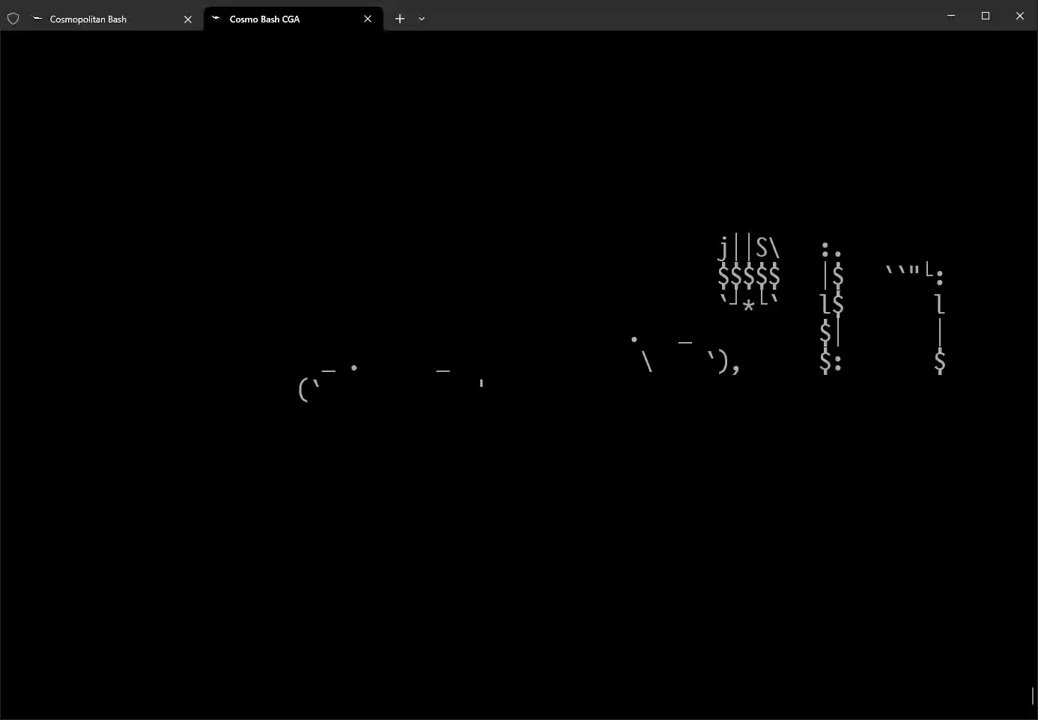 Cosmopolitan Bash
Cosmo Bash CGA
j||S\ :.
$$$$$ |$ ``"└:
`┘*└` l$ l
. _ $| |
_ . _ \ `), $: $
(` '